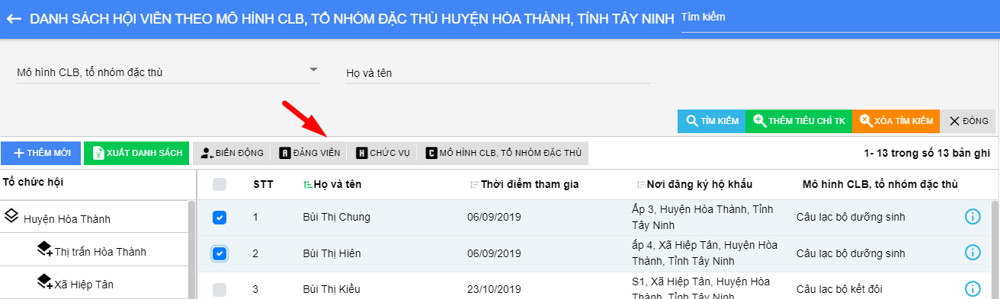 DANH SÁCH HỘI VIÊN THEO MÔ HÌNH CLB, TỔ NHÓM ĐẶC THÙ HUYỆN HÒA THÀNH, TỈNH TÂY NINH Tìm kiếm
Mô hình CLB, tổ nhóm đặc thù Họ và tên
TÌM KIẾM THÊM TIÊU CHÍ TK XÓA TÌM KIẾM ĐÓNG
THÊM MỚI XUẤT DANH SÁCH BIẾN ĐỘNG A ĐẢNG VIÊN H CHỨC VỤ C MÔ HÌNH CLB, TỔ NHÓM ĐẶC THÙ 1- 13 trong số 13 bản ghi
Tổ chức hội STT Họ và tên Thời điểm tham gia Nơi đăng ký hộ khẩu Mô hình CLB, tổ nhóm đặc thù
Huyện Hòa Thành
Thị trấn Hòa Thành
Xã Hiệp Tân
1 Bùi Thị Chung 06/09/2019 Ấp 3, Huyện Hòa Thành, Tỉnh Câu lạc bộ dưỡng sinh
Tây Ninh
2 Bùi Thị Hiên 06/09/2019 ấp 4, Xã Hiệp Tân, Huyện Hòa Câu lạc bộ dưỡng sinh
Thành, Tỉnh Tây Ninh
3 Bùi Thị Kiều 23/10/2019 S1, Xã Hiệp Tân, Huyện Hòa Câu lạc bộ kết đôi
Thành, Tỉnh Tây Ninh